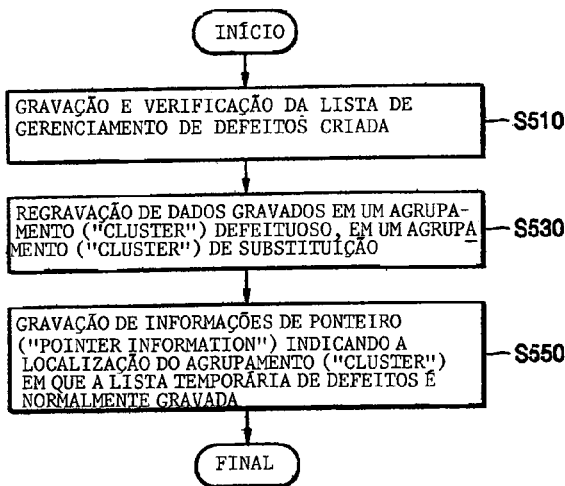 INÍCIO
GRAVAÇÃO E VERIFICAÇÃO DA LISTA DE
GERENCIAMENTO DE DEFEITOS CRIADA
S510
REGRAVAÇÃO DE DADOS GRAVADOS EM UM AGRUPA-
MENTO ("CLUSTER") DEFEITUOSO, EM UM AGRUPA
MENTO ("CLUSTER") DE SUBSTITUIÇÃO
S530
GRAVAÇÃO DE INFORMAÇÕES DE PONTEIRO
("POINTER INFORMATION") INDICANDO A
LOCALIZAÇÃO DO AGRUPAMENTO ("CLUSTER")
EM QUE A LISTA TEMPORÁRIA DE DEFEITOS É
NORMALMENTE GRAVADA
S550
FINAL